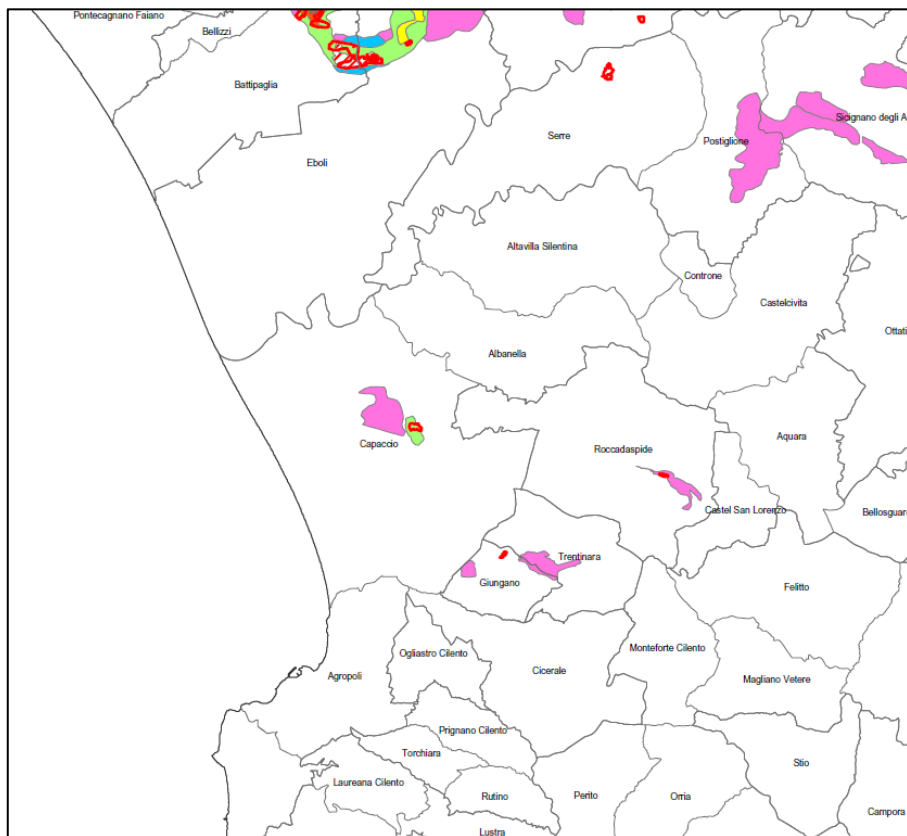 Pontecagnano Faiano
Bellizzi
Battipaglia
Sicignano degli A
Serre
Postiglione
Eboli
Altavilla Silentina
Controne
Castelcivita
Ottati
Albanella
Capaccio
Roccadaspide
Aquara
Bellosguard
Castel San Lorenzo
Trentinara
Giungano
Felitto
Ogliastro Cilento
Monteforte Cilento
Agropoli
Cicerale
Magliano Vetere
Prignano Cilento
Torchiara
Stio
Laureana Cilento
Rutino
Perito
Orria
Campora
Lustra